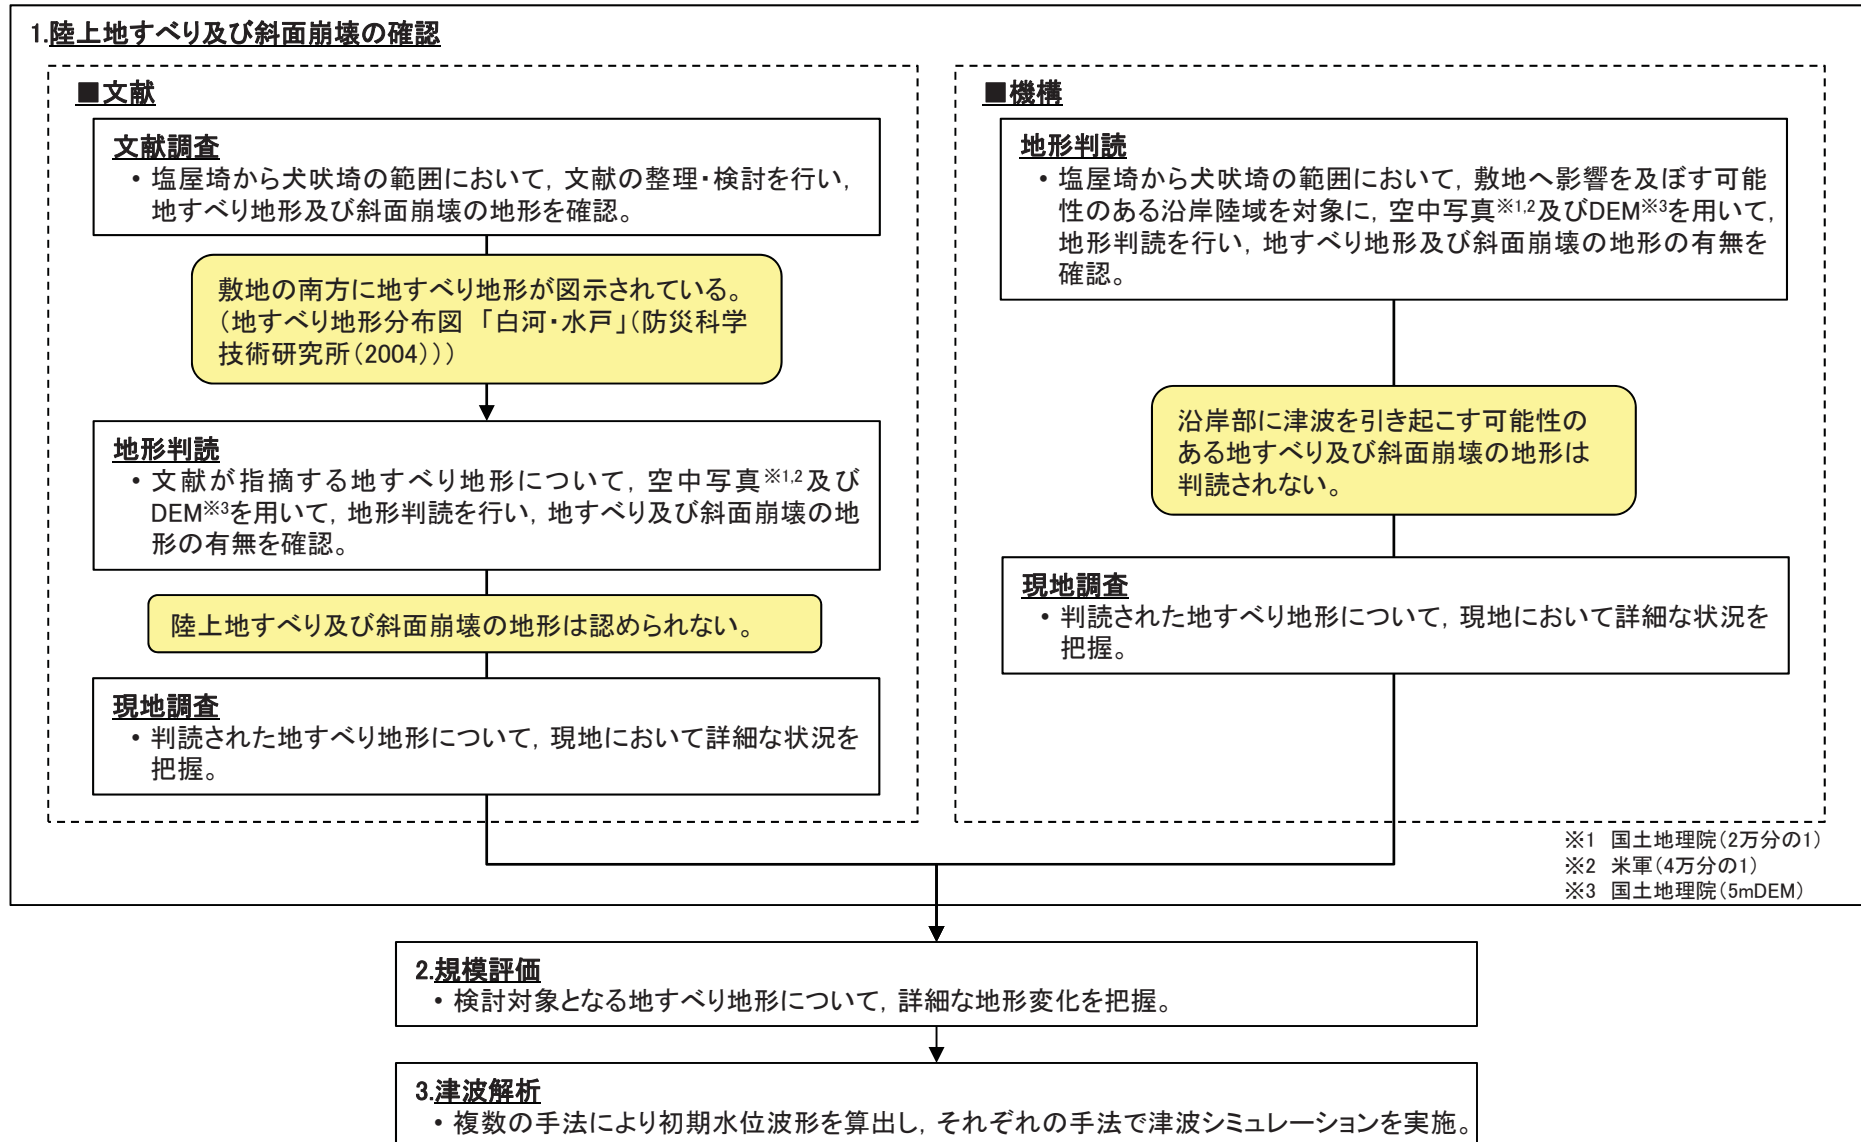 1.陸上地すべり及び斜面崩壊の確認
■文献
文献調査
• 塩屋埼から犬吠埼の範囲において，文献の整理・検討を行い，
地すべり地形及び斜面崩壊の地形を確認。
敷地の南方に地すべり地形が図示されている。
（地すべり地形分布図 「白河・水戸」（防災科学
技術研究所（2004）））
地形判読
• 文献が指摘する地すべり地形について，空中写真※1,2及び
DEM※3を用いて，地形判読を行い，地すべり及び斜面崩壊の地
形の有無を確認。
陸上地すべり及び斜面崩壊の地形は認められない。
現地調査
• 判読された地すべり地形について，現地において詳細な状況を
把握。
■機構
地形判読
• 塩屋埼から犬吠埼の範囲において，敷地へ影響を及ぼす可能
性のある沿岸陸域を対象に，空中写真※1,2及びDEM※3を用いて，
地形判読を行い，地すべり地形及び斜面崩壊の地形の有無を
確認。
沿岸部に津波を引き起こす可能性の
ある地すべり及び斜面崩壊の地形は
判読されない。
現地調査
• 判読された地すべり地形について，現地において詳細な状況を
把握。
※1 国土地理院（2万分の1）
※2 米軍（4万分の1）
※3 国土地理院（5mDEM）
2.規模評価
• 検討対象となる地すべり地形について，詳細な地形変化を把握。
3.津波解析
• 複数の手法により初期水位波形を算出し，それぞれの手法で津波シミュレーションを実施。